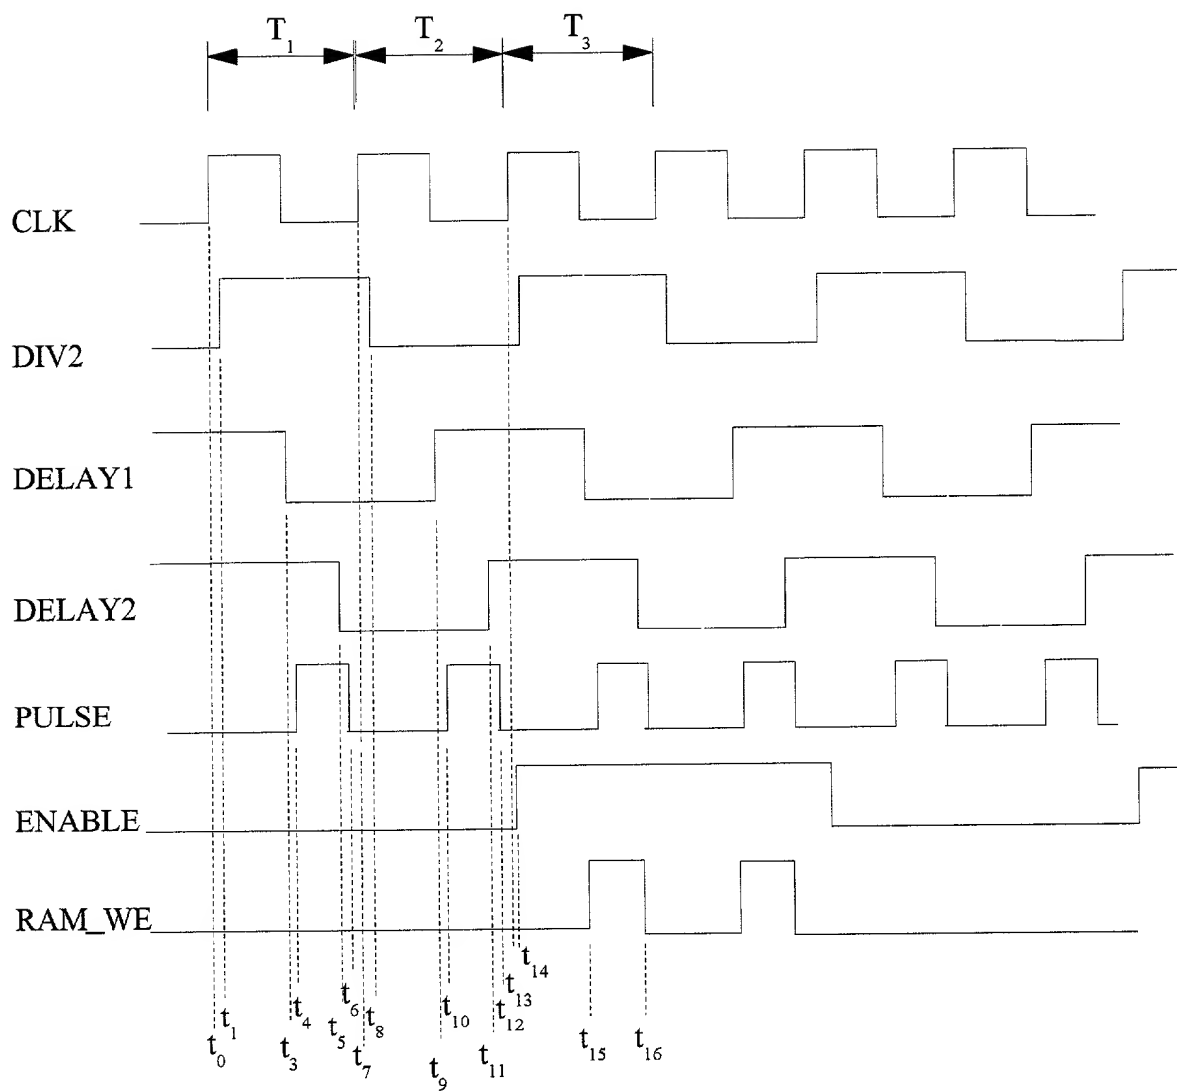 T₁ T₂ T₃
CLK
DIV2
DELAY1
DELAY2
PULSE
ENABLE
RAM_WE
t₀ t₁ t₃ t₄ t₅ t₆ t₇ t₈ t₉ t₁₀ t₁₁ t₁₂ t₁₃ t₁₄ t₁₅ t₁₆